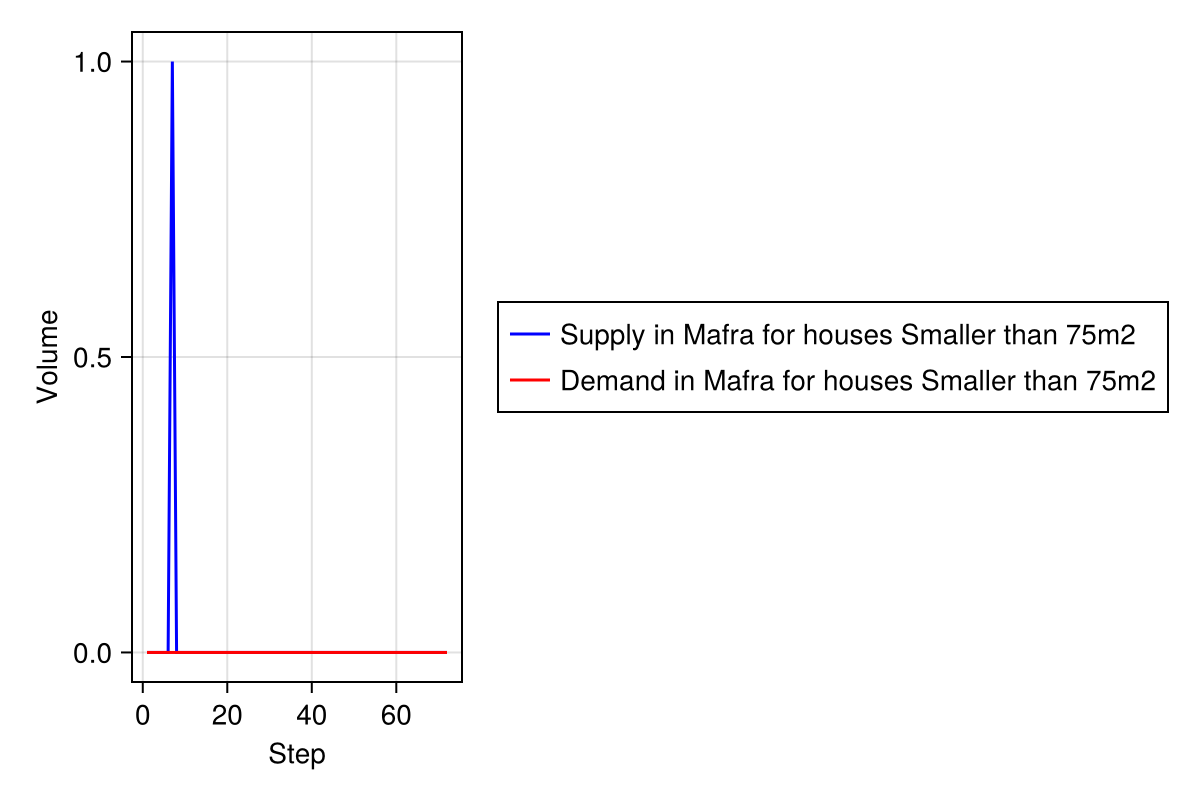 1.0
0.5
0.0
Volume
0 20 40 60
Step
Supply in Mafra for houses Smaller than 75m2
Demand in Mafra for houses Smaller than 75m2